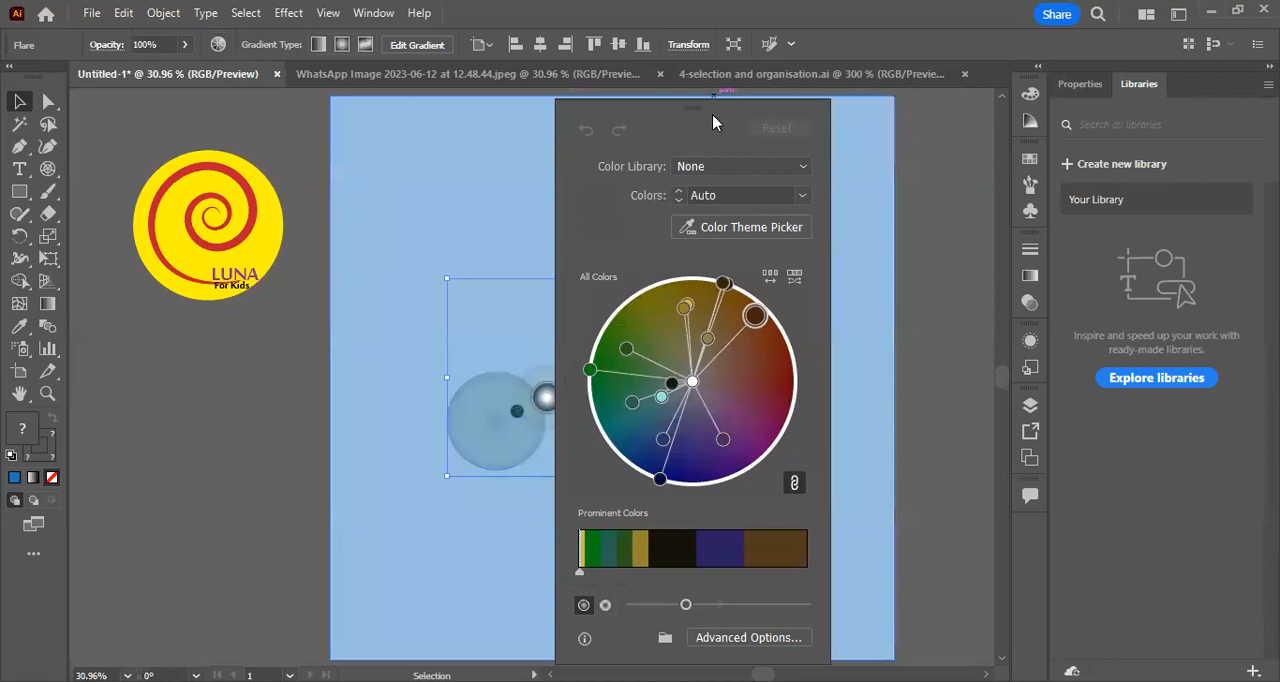 Ai File Edit Object Type Select Effect View Window Help Share
Flare Opacity: 100% Gradient Type: Edit Gradient Transform
Untitled-1* @ 30.96 % (RGB/Preview) WhatsApp Image 2023-06-12 at 12.48.44.jpeg @ 30.96 % (RGB/Previe... 4-selection and organisation.ai @ 300 % (RGB/Preview)...
Properties Libraries
Reset
Search all libraries
Color Library: None
Create new library
Colors: Auto
Your Library
Color Theme Picker
LUNA
For Kids
All Colors
Inspire and speed up your work with
ready-made libraries.
Explore libraries
?
?
?
Prominent Colors
Advanced Options...
30.96% 0° 1 Selection